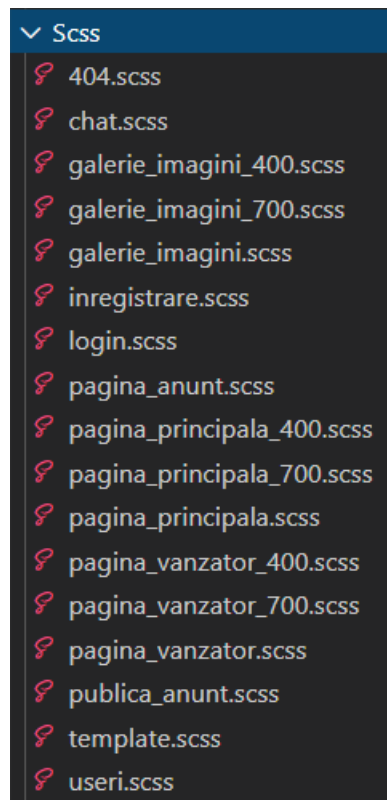 Scss
404.scss
chat.scss
galerie_imagini_400.scss
galerie_imagini_700.scss
galerie_imagini.scss
inregistrare.scss
login.scss
pagina_anunt.scss
pagina_principala_400.scss
pagina_principala_700.scss
pagina_principala.scss
pagina_vanzator_400.scss
pagina_vanzator_700.scss
pagina_vanzator.scss
publica_anunt.scss
template.scss
useri.scss